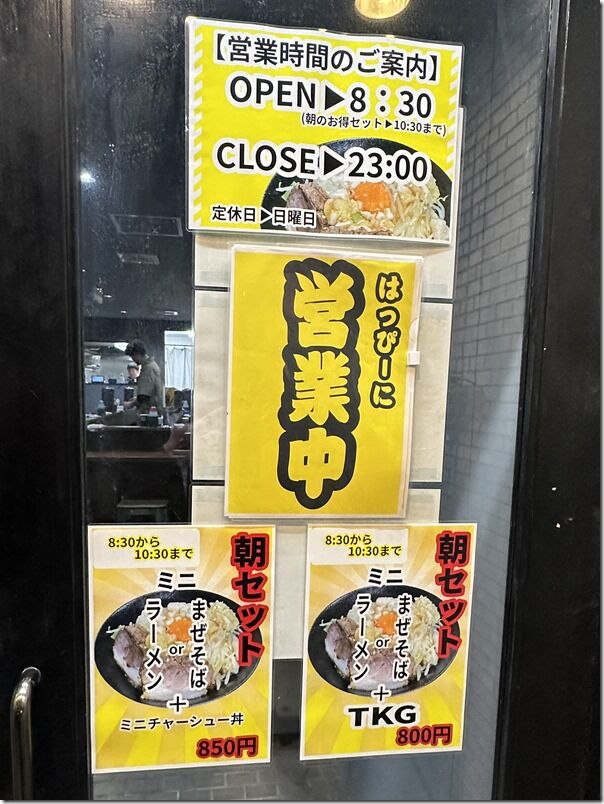 【営業時間のご案内】
OPEN▶8：30
(朝のお得セット▶10:30まで)
CLOSE▶23:00
定休日▶日曜日
はっぴーに
営業中
8:30から
10:30まで
朝セット
ミニ
まぜそば
or
ラーメン
+
ミニチャーシュー丼
850円
8:30から
10:30まで
朝セット
ミニ
まぜそば
or
ラーメン
+
TKG
800円